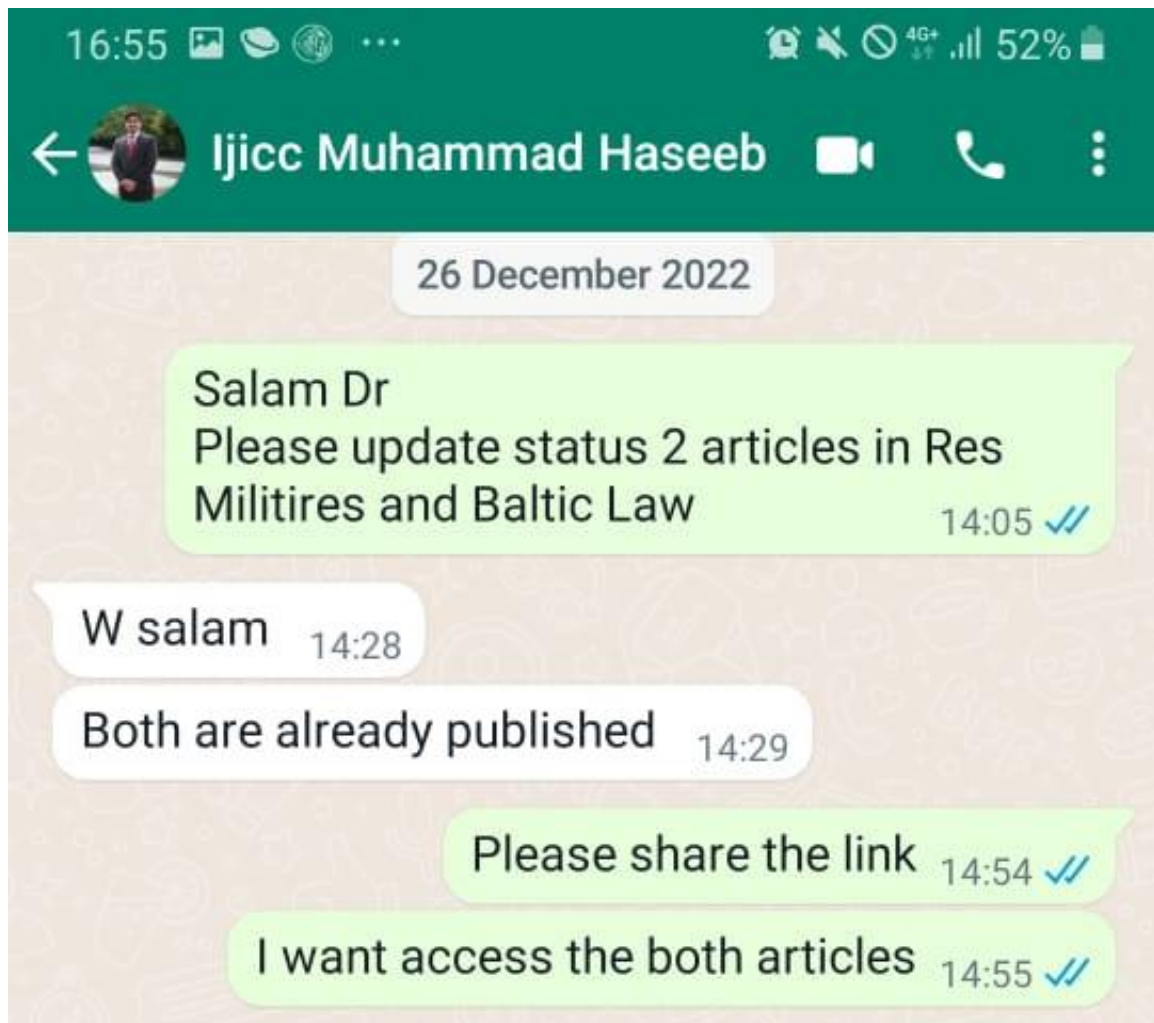 16:55 ... 4G+ 52%
Ijicc Muhammad Haseeb
26 December 2022
Salam Dr
Please update status 2 articles in Res
Militires and Baltic Law
14:05
W salam 14:28
Both are already published 14:29
Please share the link 14:54
I want access the both articles 14:55